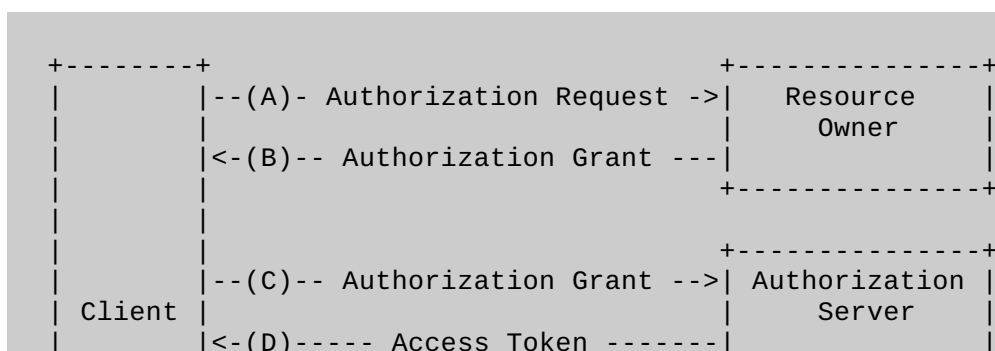 +--------+                               +---------------+
|        |--(A)- Authorization Request ->|   Resource    |
|        |                               |     Owner     |
|        |<-(B)-- Authorization Grant ---|               |
|        |                               +---------------+
|        |
|        |                               +---------------+
|        |--(C)-- Authorization Grant -->| Authorization |
| Client |                               |     Server    |
|        |<-(D)----- Access Token -------|               |